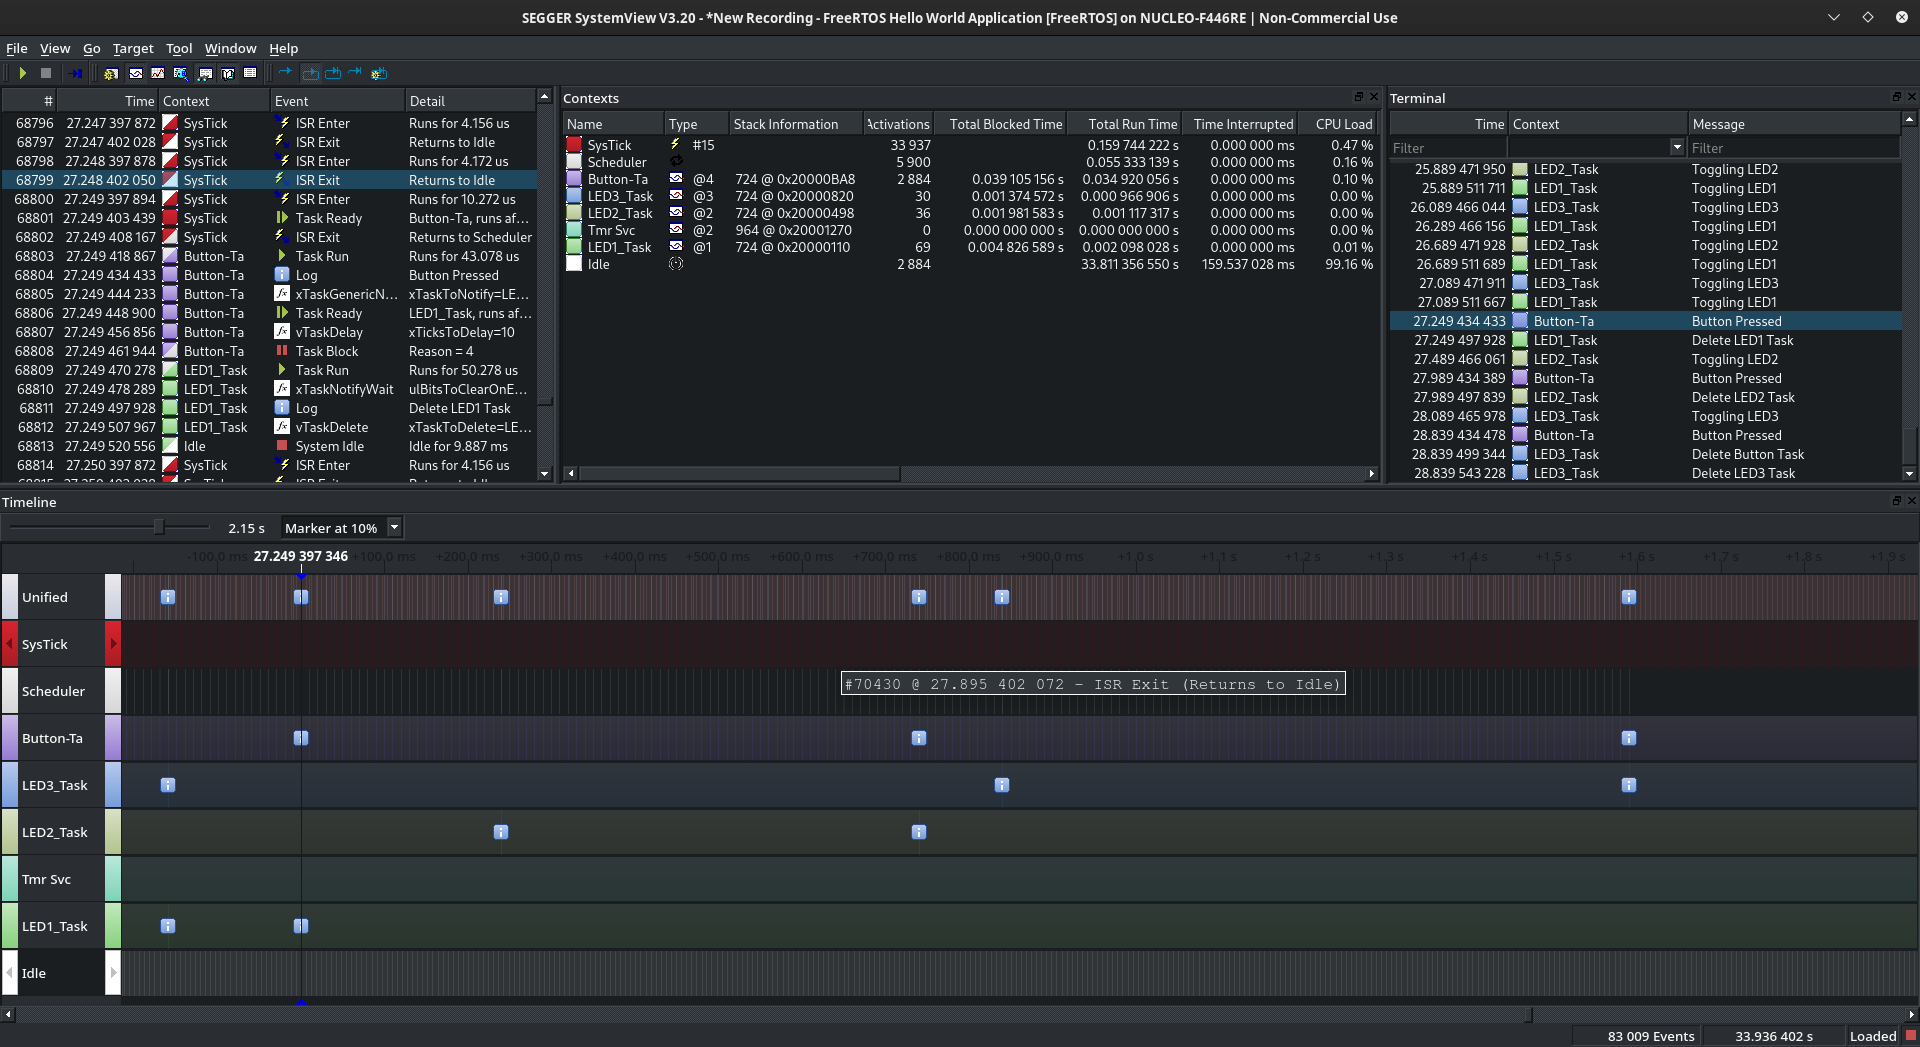 SEGGER SystemView V3.20 - *New Recording - FreeRTOS Hello World Application [FreeRTOS] on NUCLEO-F446RE | Non-Commercial Use
File View Go Target Tool Window Help
# Time Context Event Detail
68796 27.247 397 872 SysTick ISR Enter Runs for 4.156 us
68797 27.247 402 028 SysTick ISR Exit Returns to Idle
68798 27.248 397 878 SysTick ISR Enter Runs for 4.172 us
68799 27.248 402 050 SysTick ISR Exit Returns to Idle
68800 27.249 397 894 SysTick ISR Enter Runs for 10.272 us
68801 27.249 403 439 SysTick Task Ready Button-Ta, runs af...
68802 27.249 408 167 SysTick ISR Exit Returns to Scheduler
68803 27.249 418 867 Button-Ta Task Run Runs for 43.078 us
68804 27.249 434 433 Button-Ta Log Button Pressed
68805 27.249 444 233 Button-Ta xTaskGenericN... xTaskToNotify=LE...
68806 27.249 448 900 Button-Ta Task Ready LED1_Task, runs af...
68807 27.249 456 856 Button-Ta vTaskDelay xTicksToDelay=10
68808 27.249 461 944 Button-Ta Task Block Reason = 4
68809 27.249 470 278 LED1_Task Task Run Runs for 50.278 us
68810 27.249 478 289 LED1_Task xTaskNotifyWait ulBitsToClearOnE...
68811 27.249 497 928 LED1_Task Log Delete LED1 Task
68812 27.249 507 967 LED1_Task vTaskDelete xTaskToDelete=LE...
68813 27.249 520 556 Idle System Idle Idle for 9.887 ms
68814 27.250 397 872 SysTick ISR Enter Runs for 4.156 us
Contexts
Name Type Stack Information Activations Total Blocked Time Total Run Time Time Interrupted CPU Load
SysTick #15 33 937 0.159 744 222 s 0.000 000 ms 0.47 %
Scheduler 5 900 0.055 333 139 s 0.000 000 ms 0.16 %
Button-Ta @4 724 @ 0x20000BA8 2 884 0.039 105 156 s 0.034 920 056 s 0.000 000 ms 0.10 %
LED3_Task @3 724 @ 0x20000820 30 0.001 374 572 s 0.000 966 906 s 0.000 000 ms 0.00 %
LED2_Task @2 724 @ 0x20000498 36 0.001 981 583 s 0.001 117 317 s 0.000 000 ms 0.00 %
Tmr Svc @2 964 @ 0x20001270 0 0.000 000 000 s 0.000 000 000 s 0.000 000 ms 0.00 %
LED1_Task @1 724 @ 0x20000110 69 0.004 826 589 s 0.002 098 028 s 0.000 000 ms 0.01 %
Idle 2 884 33.811 356 550 s 159.537 028 ms 99.16 %
Terminal
Time Context Message
Filter Filter
25.889 471 950 LED2_Task Toggling LED2
25.889 511 711 LED1_Task Toggling LED1
26.089 466 044 LED3_Task Toggling LED3
26.289 466 156 LED1_Task Toggling LED1
26.689 471 928 LED2_Task Toggling LED2
26.689 511 689 LED1_Task Toggling LED1
27.089 471 911 LED3_Task Toggling LED3
27.089 511 667 LED1_Task Toggling LED1
27.249 434 433 Button-Ta Button Pressed
27.249 497 928 LED1_Task Delete LED1 Task
27.489 466 061 LED2_Task Toggling LED2
27.989 434 389 Button-Ta Button Pressed
27.989 497 839 LED2_Task Delete LED2 Task
28.089 465 978 LED3_Task Toggling LED3
28.839 434 478 Button-Ta Button Pressed
28.839 499 344 LED3_Task Delete Button Task
28.839 543 228 LED3_Task Delete LED3 Task
Timeline
2.15 s Marker at 10%
-100,0 ms 27.249 397 346 +100,0 ms +200,0 ms +300,0 ms +400,0 ms +500,0 ms +600,0 ms +700,0 ms +800,0 ms +900,0 ms +1.0 s +1.1 s +1.2 s +1.3 s +1.4 s +1.5 s +1.6 s +1.7 s +1.8 s +1.9 s
Unified
SysTick
Scheduler
#70430 @ 27.895 402 072 - ISR Exit (Returns to Idle)
Button-Ta
LED3_Task
LED2_Task
Tmr Svc
LED1_Task
Idle
83 009 Events 33.936 402 s Loaded